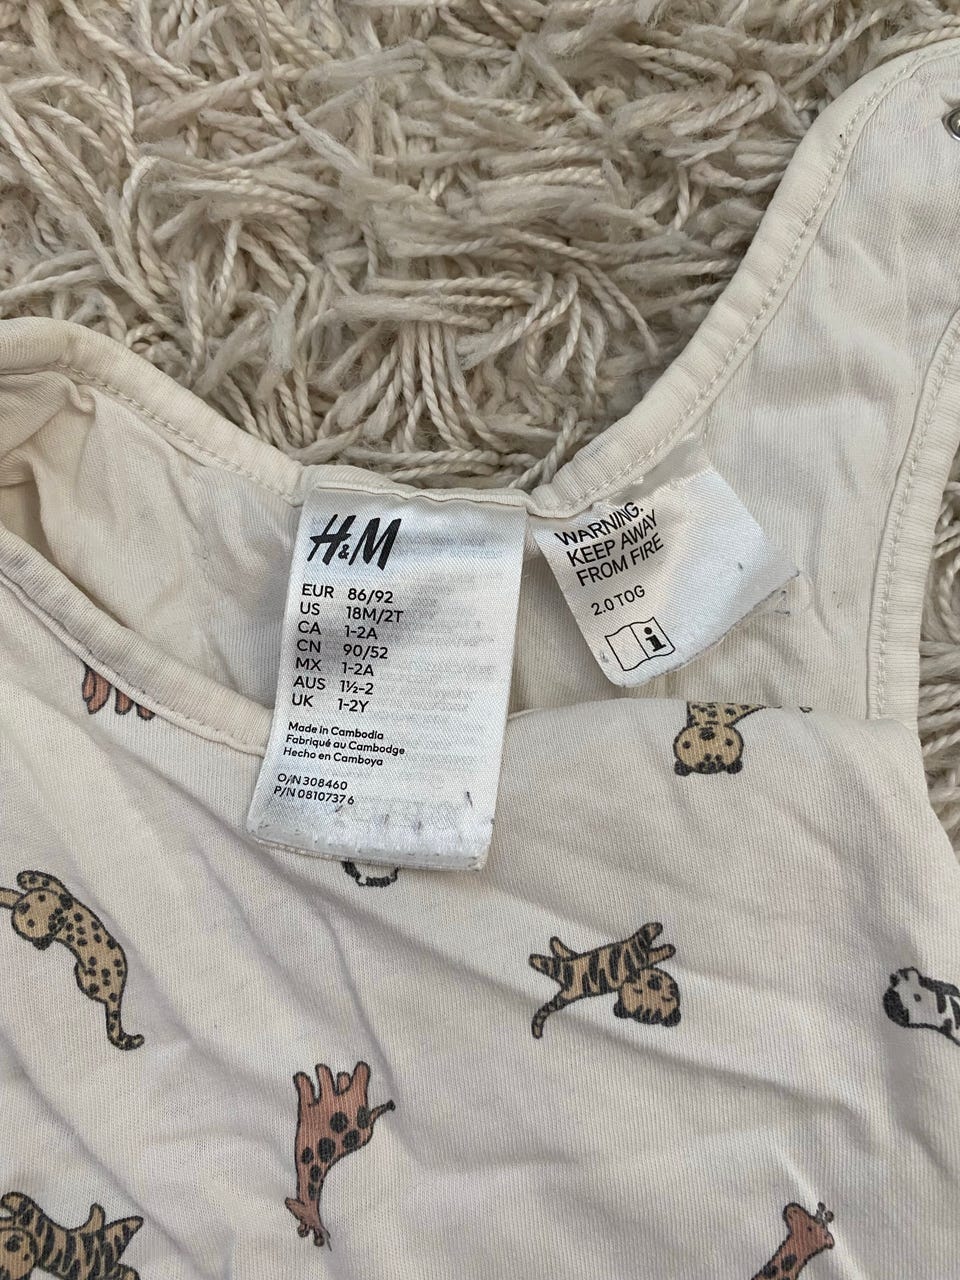 H&M
EUR 86/92
US 18M/2T
CA 1-2A
CN 90/52
MX 1-2A
AUS 1½-2
UK 1-2Y
Made in Cambodia
Fabriqué au Cambodge
Hecho en Camboya
O/N 308460
P/N 08107376
WARNING.
KEEP AWAY
FROM FIRE
2.0 TOG
i